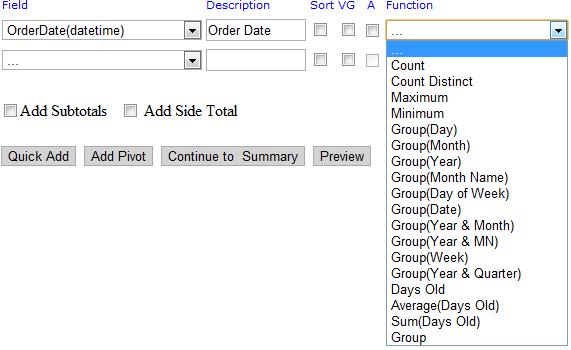 Field Description Sort VG A Function
OrderDate(datetime) Order Date ...
... ...
Count
Count Distinct
Maximum
Minimum
Group(Day)
Group(Month)
Group(Year)
Group(Month Name)
Group(Day of Week)
Group(Date)
Group(Year & Month)
Group(Year & MN)
Group(Week)
Group(Year & Quarter)
Days Old
Average(Days Old)
Sum(Days Old)
Group
Add Subtotals Add Side Total
Quick Add Add Pivot Continue to Summary Preview